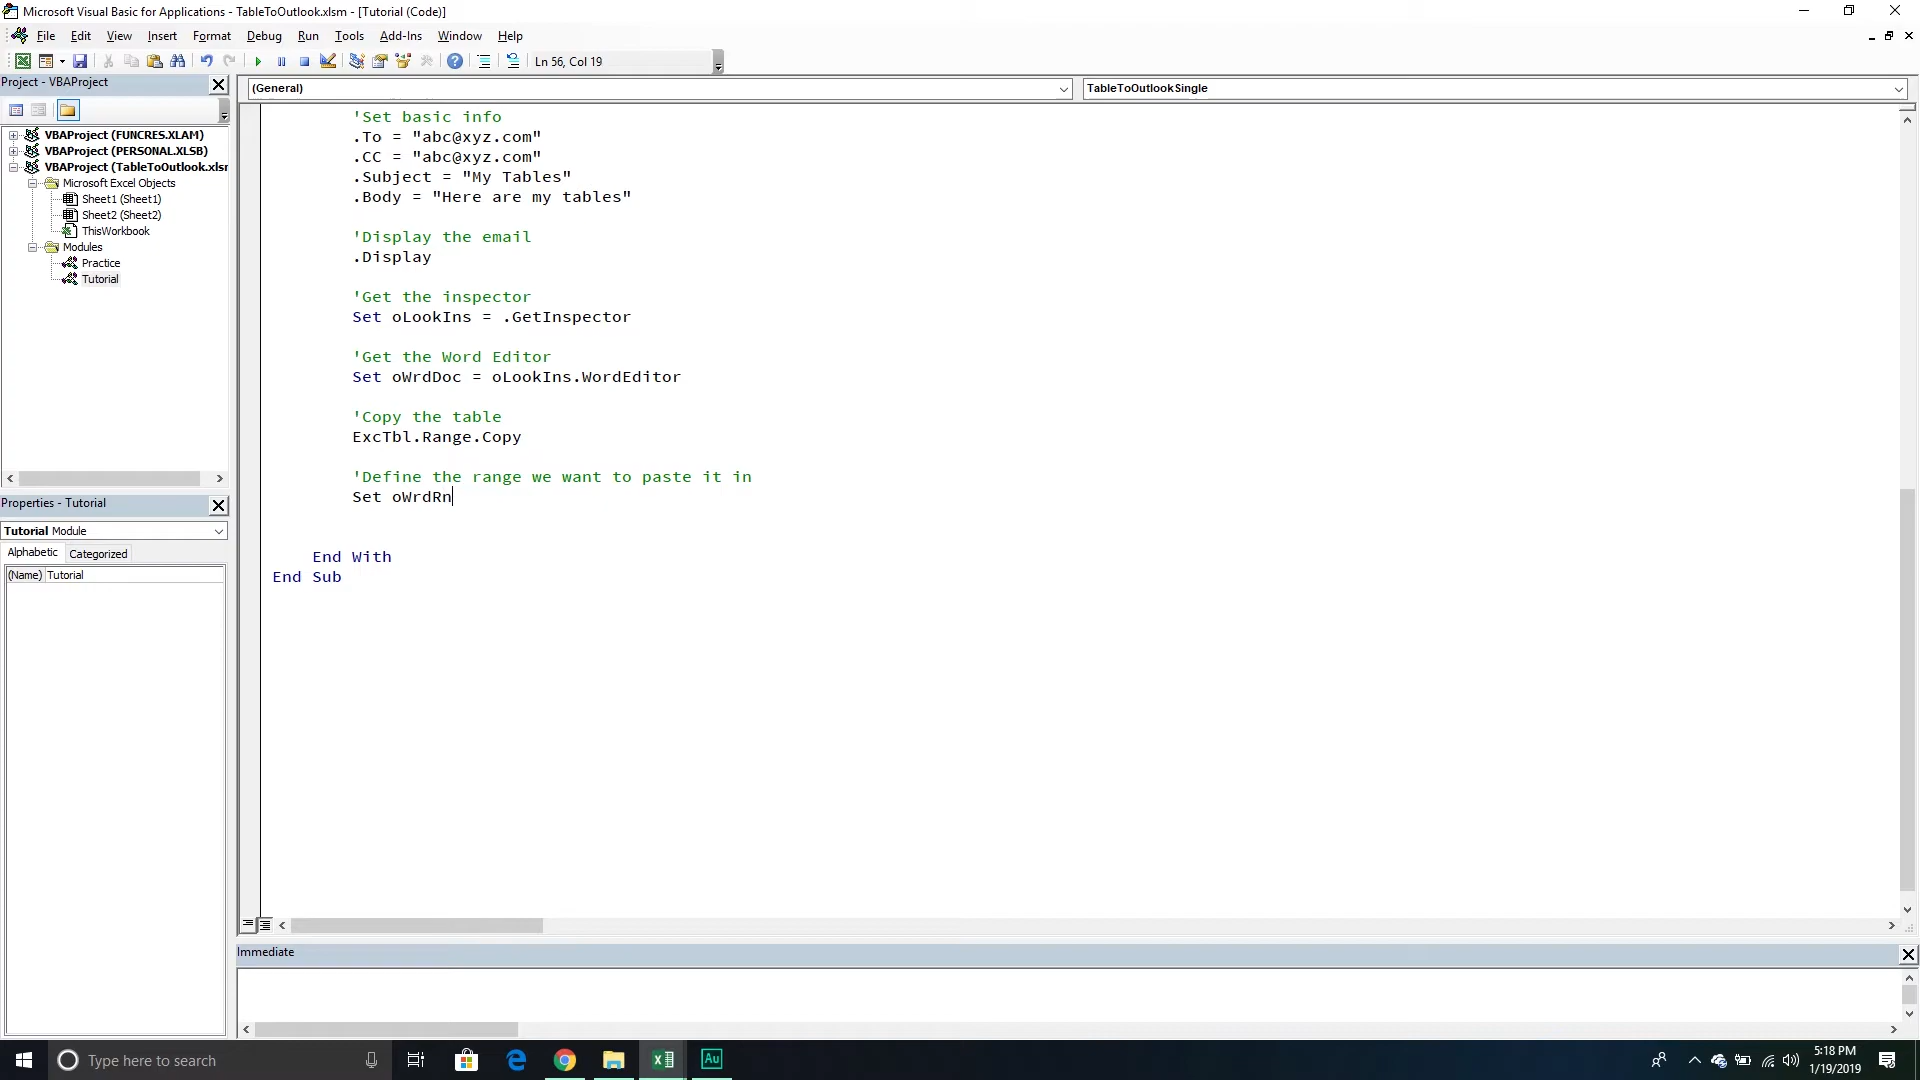 Microsoft Visual Basic for Applications - TableToOutlook.xlsm - [Tutorial (Code)]
File Edit View Insert Format Debug Run Tools Add-Ins Window Help
Ln 56, Col 19
Project - VBAProject
(General)
TableToOutlookSingle
VBAProject (FUNCRES.XLAM)
VBAProject (PERSONAL.XLSB)
VBAProject (TableToOutlook.xlsr
Microsoft Excel Objects
Sheet1 (Sheet1)
Sheet2 (Sheet2)
ThisWorkbook
Modules
Practice
Tutorial
Properties - Tutorial
Tutorial Module
Alphabetic Categorized
(Name) Tutorial
'Set basic info
.To = "abc@xyz.com"
.CC = "abc@xyz.com"
.Subject = "My Tables"
.Body = "Here are my tables"
'Display the email
.Display
'Get the inspector
Set oLookIns = .GetInspector
'Get the Word Editor
Set oWrdDoc = oLookIns.WordEditor
'Copy the table
ExcTbl.Range.Copy
'Define the range we want to paste it in
Set oWrdRn
End With
End Sub
Immediate
Type here to search
Au
5:18 PM
1/19/2019